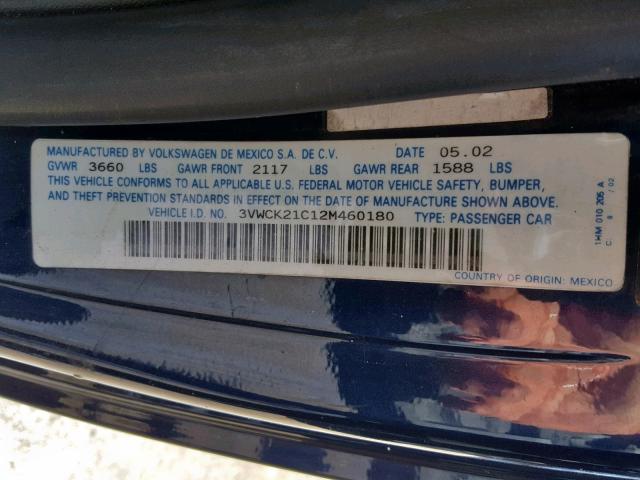 MANUFACTURED BY VOLKSWAGEN DE MEXICO S.A. DE C.V. DATE 05.02
GVWR 3660 LBS GAWR FRONT 2117 LBS GAWR REAR 1588 LBS
THIS VEHICLE CONFORMS TO ALL APPLICABLE U.S. FEDERAL MOTOR VEHICLE SAFETY, BUMPER,
AND THEFT PREVENTION STANDARDS IN EFFECT ON THE DATE OF MANUFACTURE SHOWN ABOVE.
VEHICLE I.D. NO. 3VWCK21C12M460180 TYPE: PASSENGER CAR
COUNTRY OF ORIGIN: MEXICO
1HM 010 205 A
C 8 / 02